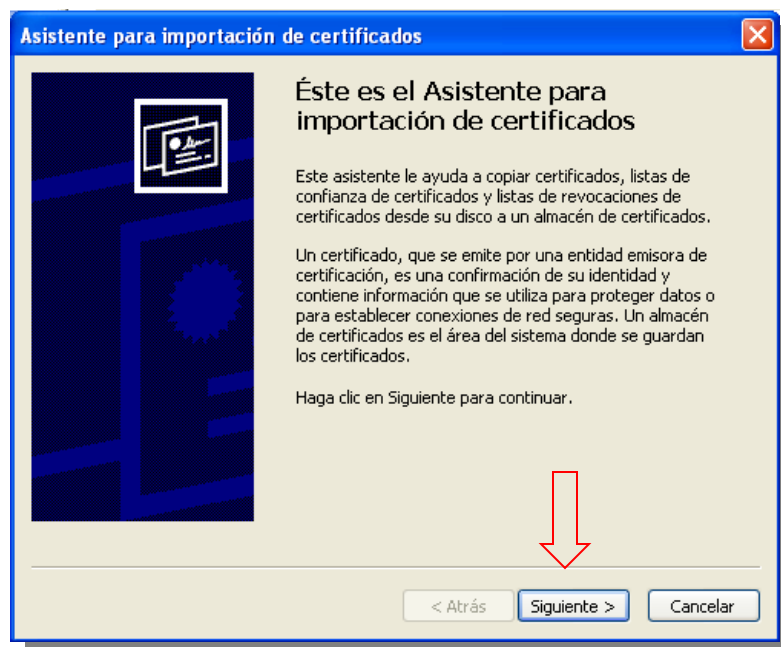 Asistente para importación de certificados
Éste es el Asistente para
importación de certificados
Este asistente le ayuda a copiar certificados, listas de
confianza de certificados y listas de revocaciones de
certificados desde su disco a un almacén de certificados.
Un certificado, que se emite por una entidad emisora de
certificación, es una confirmación de su identidad y
contiene información que se utiliza para proteger datos o
para establecer conexiones de red seguras. Un almacén
de certificados es el área del sistema donde se guardan
los certificados.
Haga clic en Siguiente para continuar.
< Atrás Siguiente > Cancelar